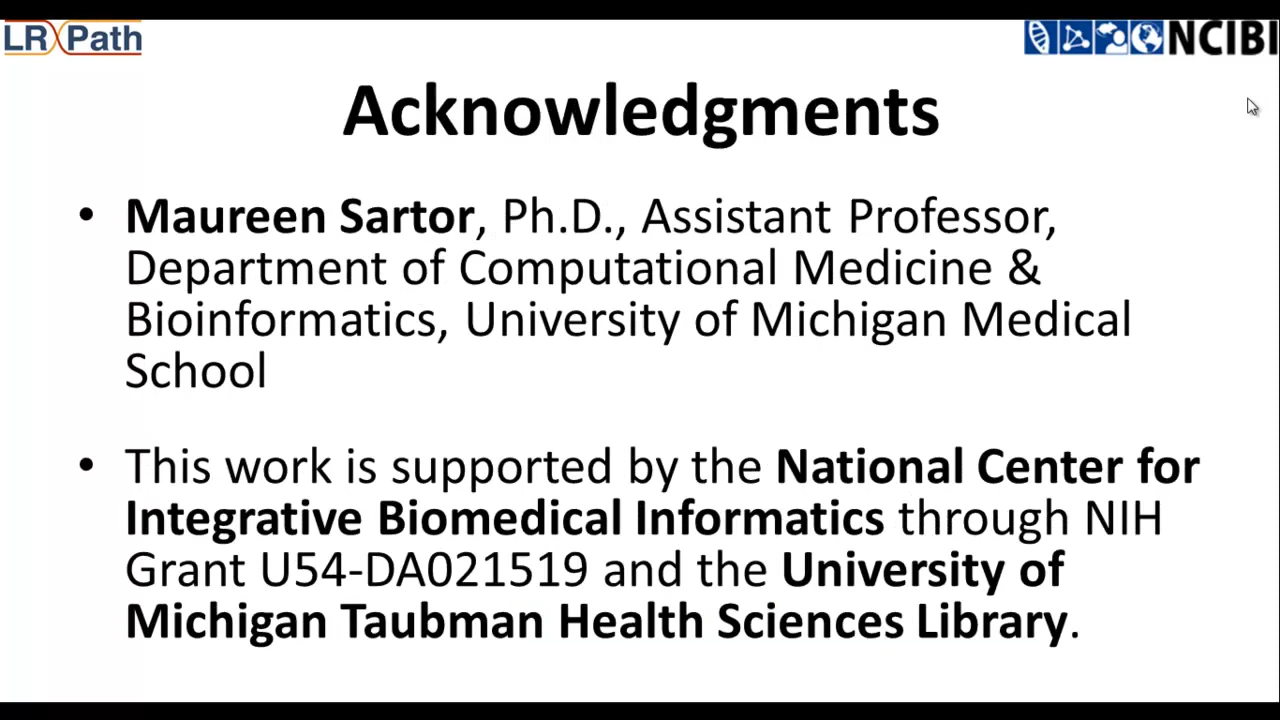 LRPath
NCIBI
Acknowledgments
• Maureen Sartor, Ph.D., Assistant Professor,
Department of Computational Medicine &
Bioinformatics, University of Michigan Medical
School
• This work is supported by the National Center for
Integrative Biomedical Informatics through NIH
Grant U54-DA021519 and the University of
Michigan Taubman Health Sciences Library.